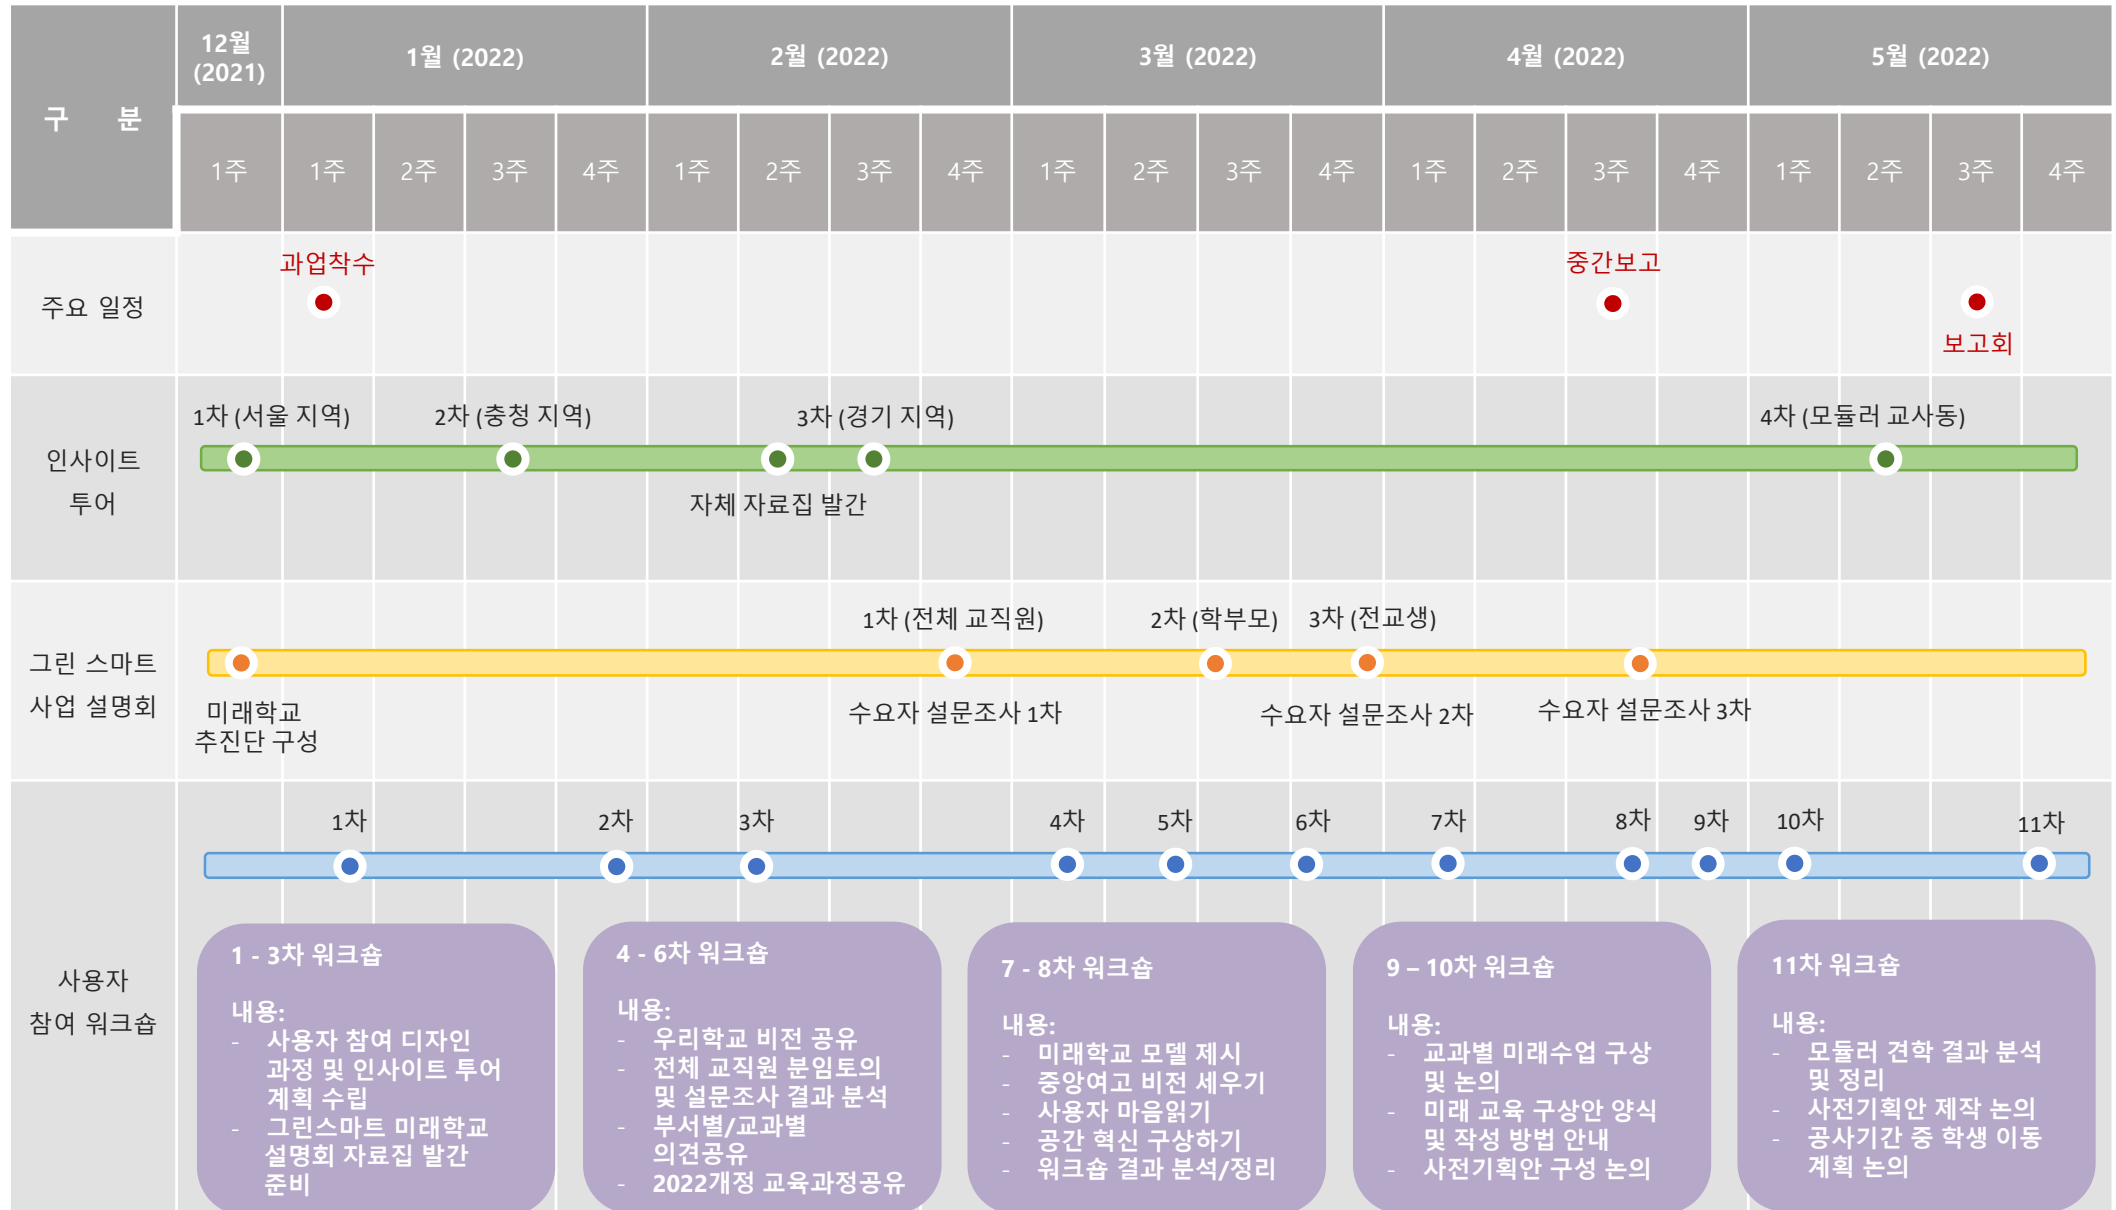 구 분
12월
(2021)
1월 (2022)
2월 (2022)
3월 (2022)
4월 (2022)
5월 (2022)
1주
1주
2주
3주
4주
1주
2주
3주
4주
1주
2주
3주
4주
1주
2주
3주
4주
1주
2주
3주
4주
주요 일정
과업착수
중간보고
보고회
인사이트
투어
1차 (서울 지역)
2차 (충청 지역)
3차 (경기 지역)
4차 (모듈러 교사동)
자체 자료집 발간
그린 스마트
사업 설명회
1차 (전체 교직원)
2차 (학부모)
3차 (전교생)
미래학교
추진단 구성
수요자 설문조사 1차
수요자 설문조사 2차
수요자 설문조사 3차
사용자
참여 워크숍
1차
2차
3차
4차
5차
6차
7차
8차
9차
10차
11차
1 - 3차 워크숍
내용:
- 사용자 참여 디자인
과정 및 인사이트 투어
계획 수립
- 그린스마트 미래학교
설명회 자료집 발간
준비
4 - 6차 워크숍
내용:
- 우리학교 비전 공유
- 전체 교직원 분임토의
및 설문조사 결과 분석
- 부서별/교과별
의견공유
- 2022개정 교육과정공유
7 - 8차 워크숍
내용:
- 미래학교 모델 제시
- 중앙여고 비전 세우기
- 사용자 마음읽기
- 공간 혁신 구상하기
- 워크숍 결과 분석/정리
9 – 10차 워크숍
내용:
- 교과별 미래수업 구상
및 논의
- 미래 교육 구상안 양식
및 작성 방법 안내
- 사전기획안 구성 논의
11차 워크숍
내용:
- 모듈러 견학 결과 분석
및 정리
- 사전기획안 제작 논의
- 공사기간 중 학생 이동
계획 논의